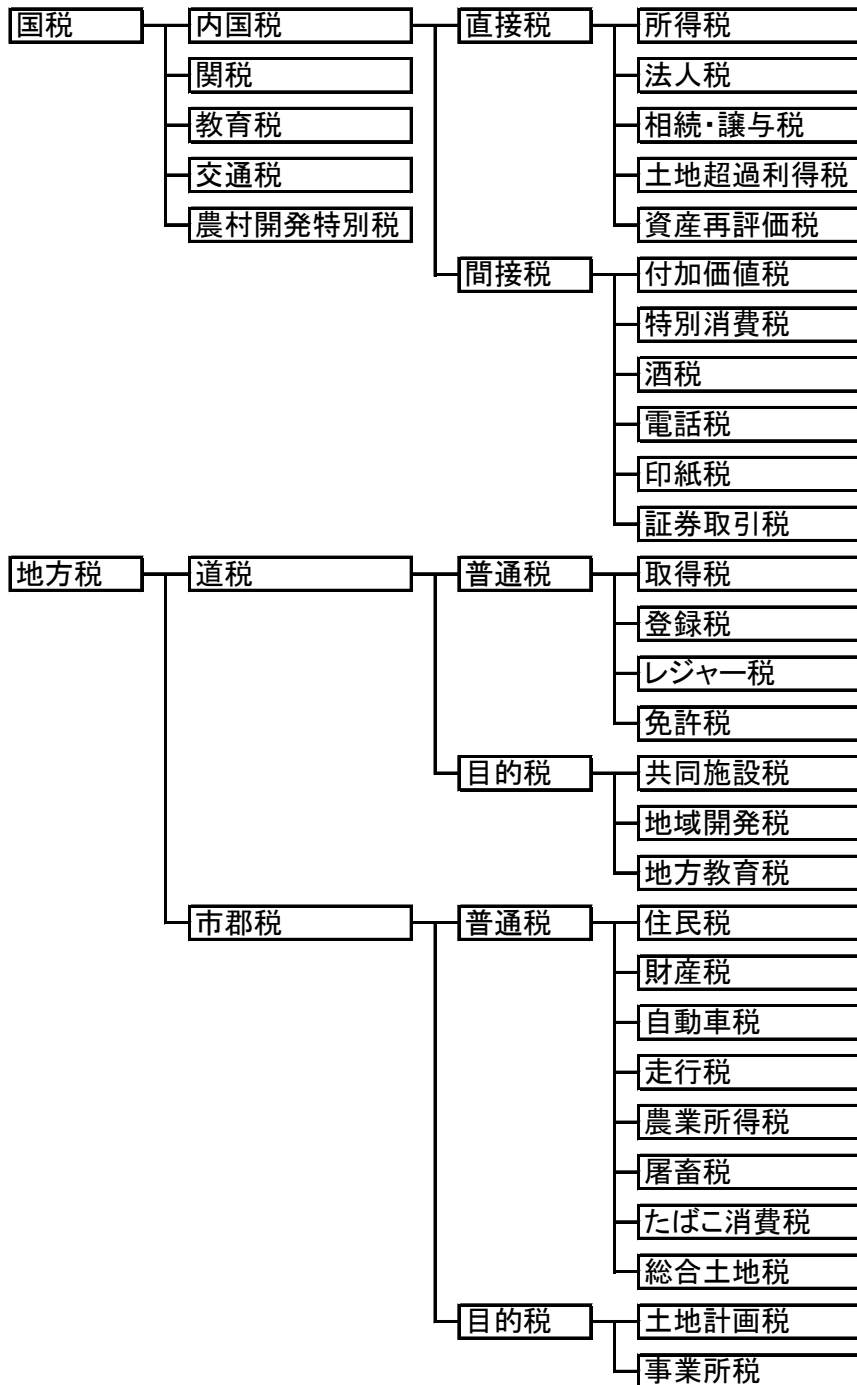 国税 内国税 直接税 所得税
関税 法人税
教育税 相続・譲与税
交通税 土地超過利得税
農村開発特別税 資産再評価税
間接税 付加価値税
特別消費税
酒税
電話税
印紙税
証券取引税
地方税 道税 普通税 取得税
登録税
レジャー税
免許税
目的税 共同施設税
地域開発税
地方教育税
市郡税 普通税 住民税
財産税
自動車税
走行税
農業所得税
屠畜税
たばこ消費税
総合土地税
目的税 土地計画税
事業所税